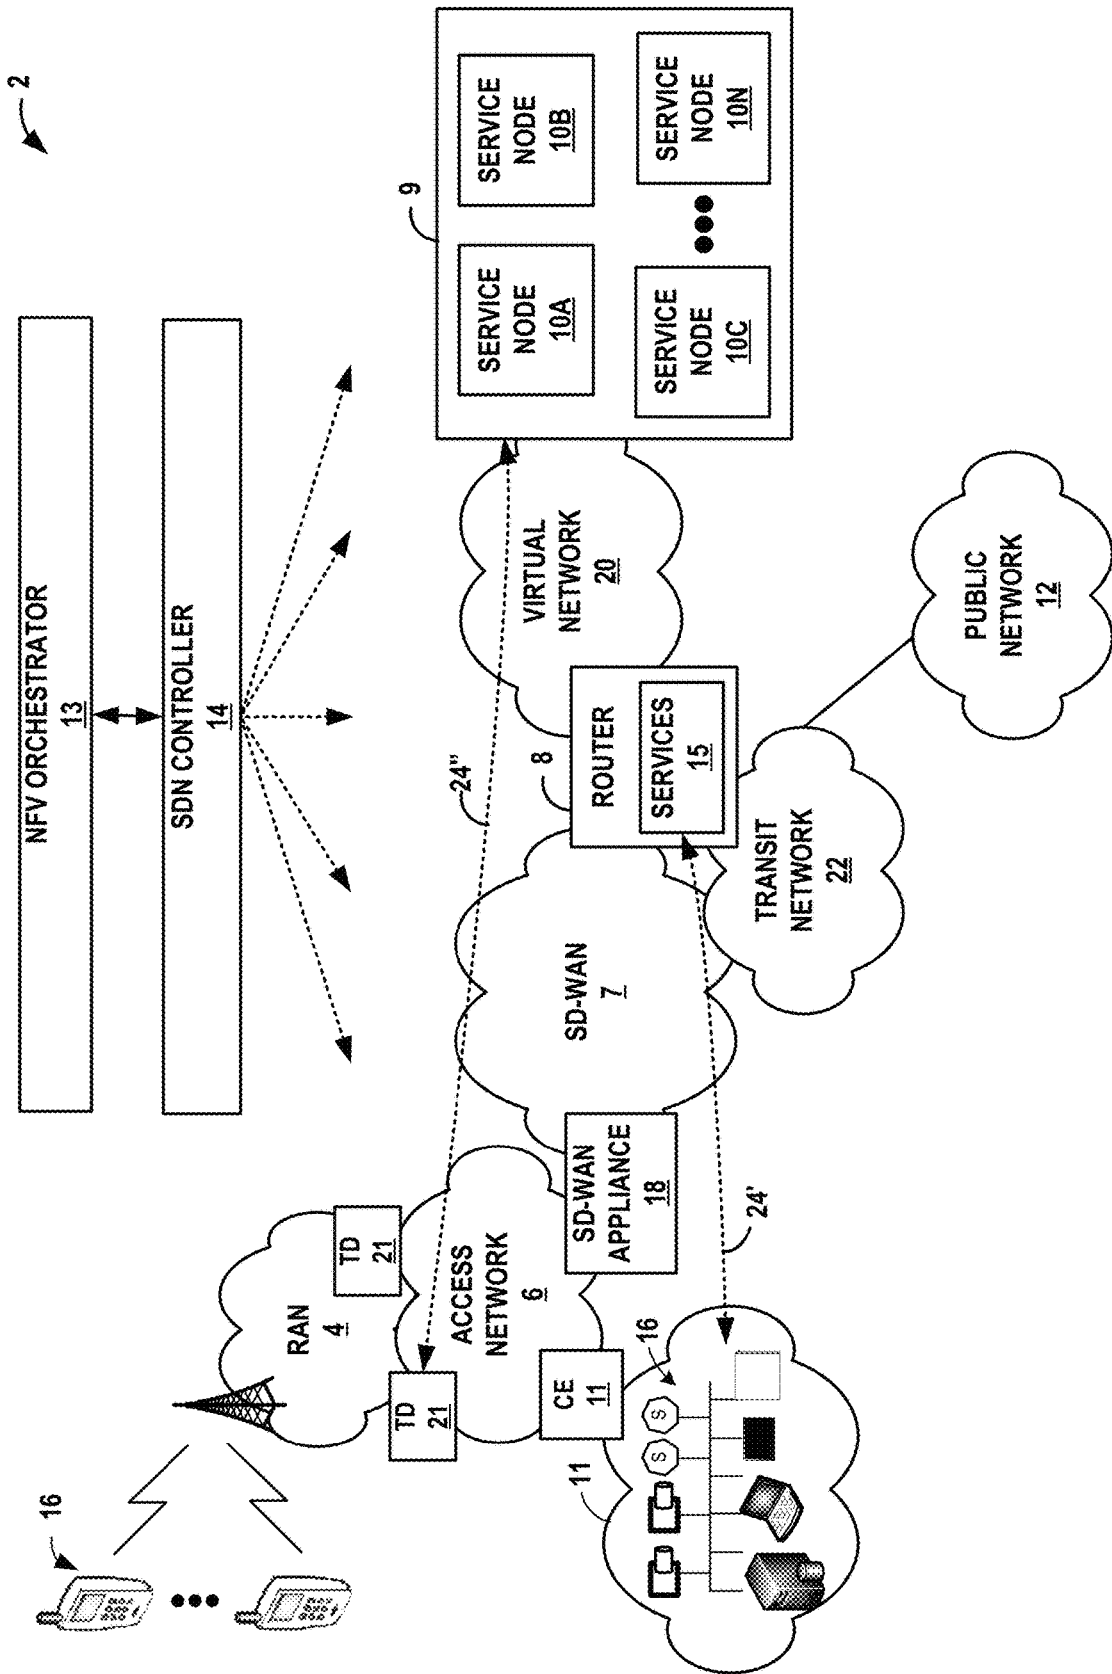 2
NFV ORCHESTRATOR
13
SDN CONTROLLER
14
16
RAN
4
TD
21
TD
21
ACCESS
NETWORK
6
CE
11
SD-WAN
APPLIANCE
18
SD-WAN
7
24"
8
ROUTER
SERVICES
15
VIRTUAL
NETWORK
20
9
SERVICE
NODE
10A
SERVICE
NODE
10B
SERVICE
NODE
10C
SERVICE
NODE
10N
11
16
S
S
24'
TRANSIT
NETWORK
22
PUBLIC
NETWORK
12